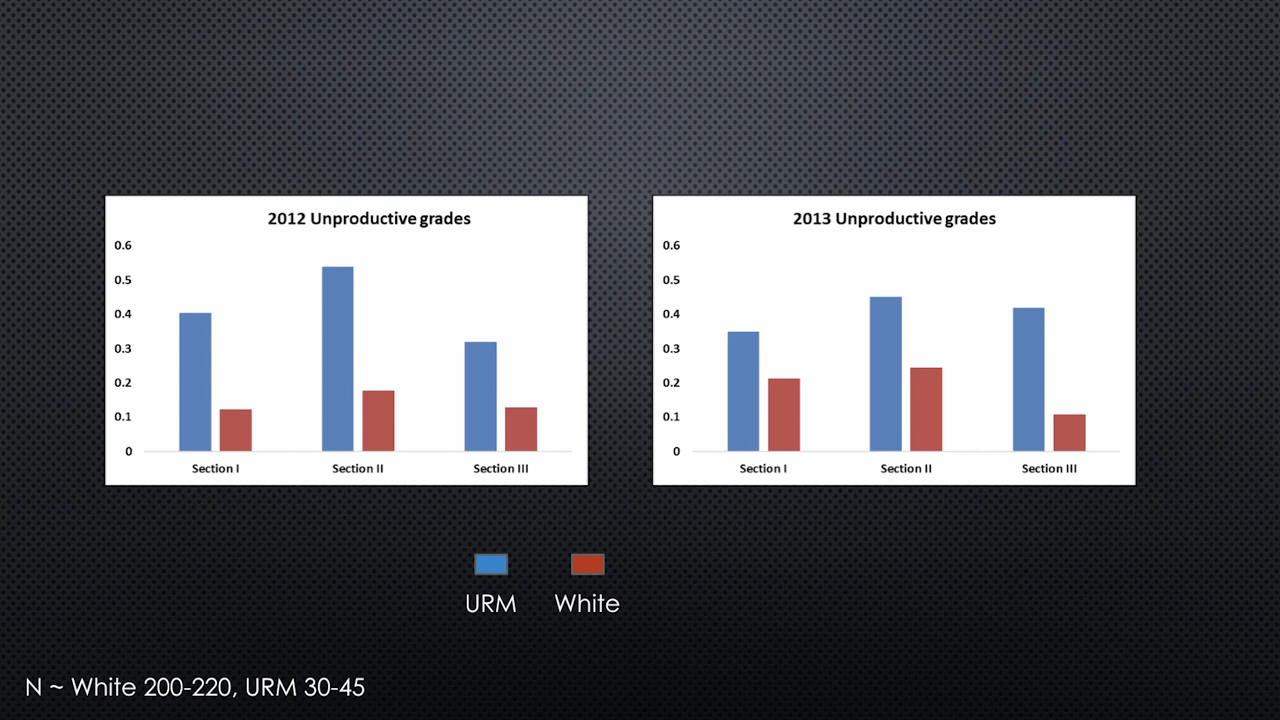 2012 Unproductive grades
0.6
0.5
0.4
0.3
0.2
0.1
0
Section I Section II Section III
2013 Unproductive grades
0.6
0.5
0.4
0.3
0.2
0.1
0
Section I Section II Section III
URM White
N ~ White 200-220, URM 30-45